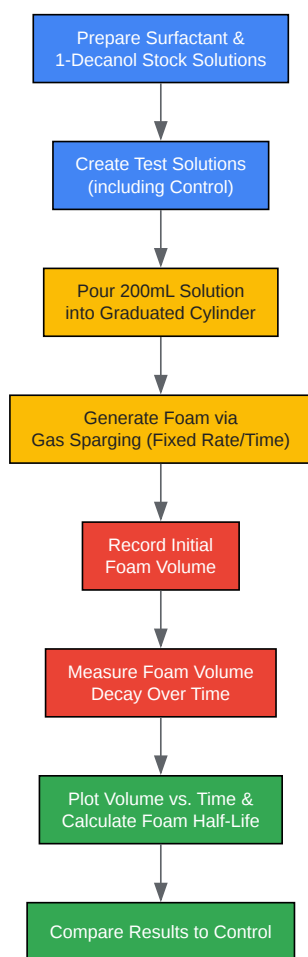 Prepare Surfactant &
1-Decanol Stock Solutions
Create Test Solutions
(including Control)
Pour 200mL Solution
into Graduated Cylinder
Generate Foam via
Gas Sparging (Fixed Rate/Time)
Record Initial
Foam Volume
Measure Foam Volume
Decay Over Time
Plot Volume vs. Time &
Calculate Foam Half-Life
Compare Results to Control